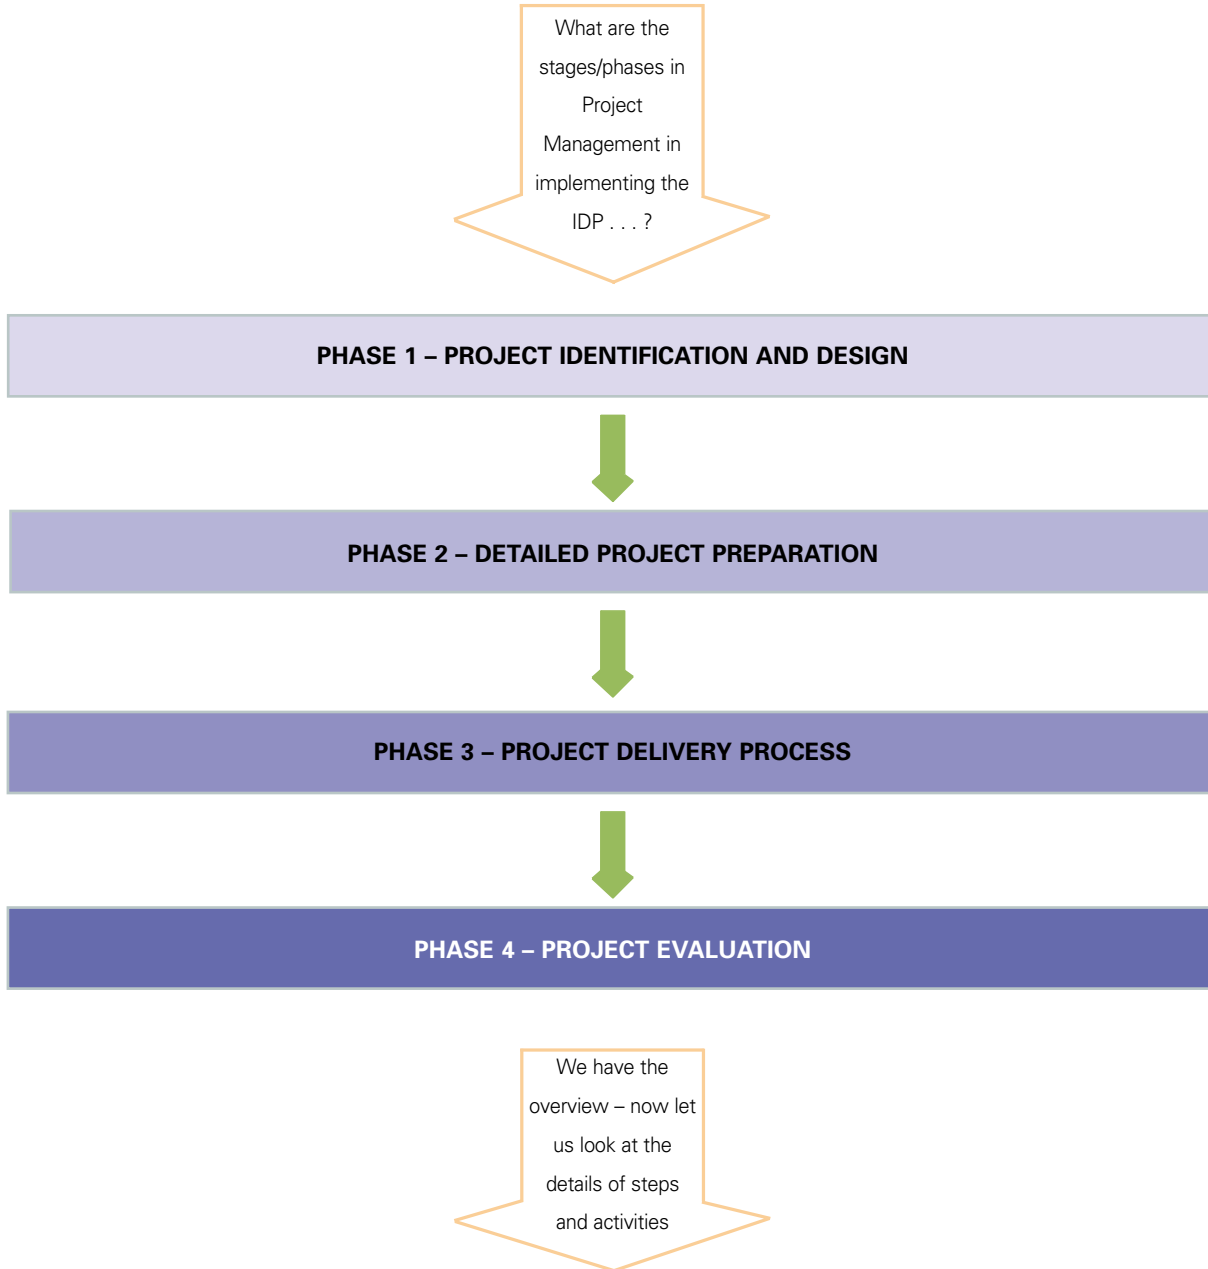 What are the
stages/phases in
Project
Management in
implementing the
IDP . . . ?
PHASE 1 – PROJECT IDENTIFICATION AND DESIGN
PHASE 2 – DETAILED PROJECT PREPARATION
PHASE 3 – PROJECT DELIVERY PROCESS
PHASE 4 – PROJECT EVALUATION
We have the
overview – now let
us look at the
details of steps
and activities